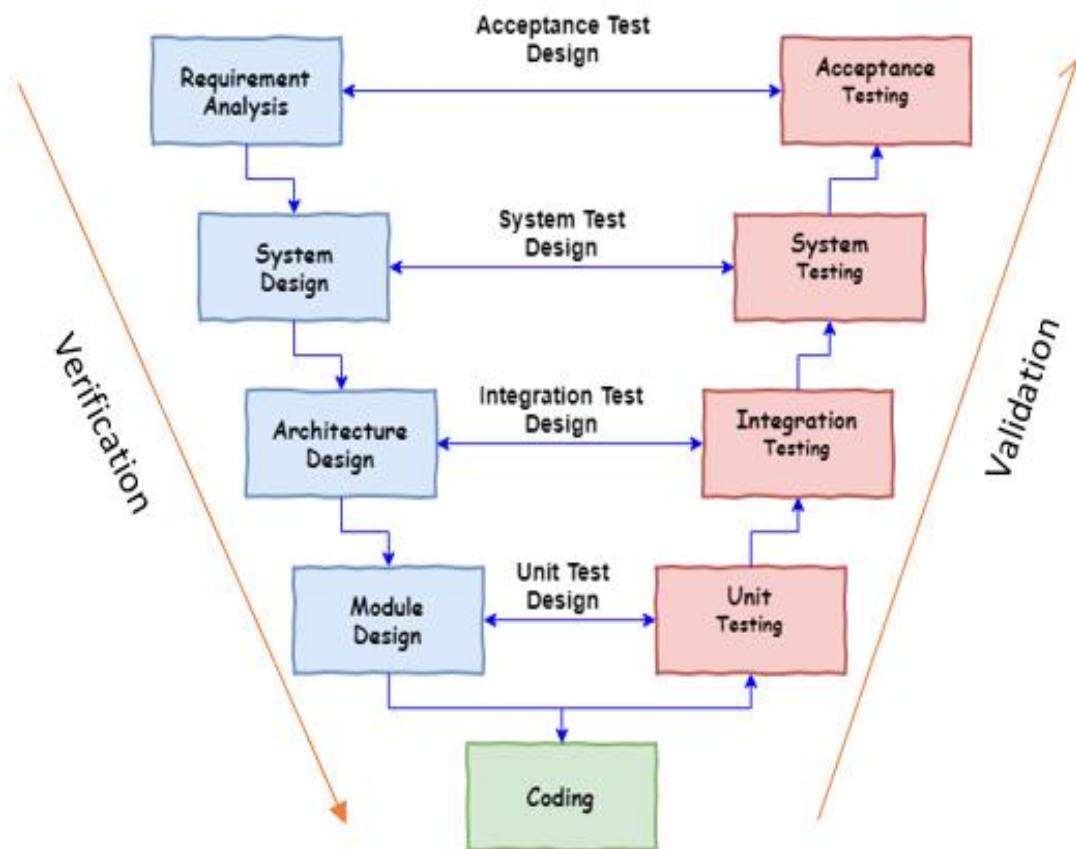 Acceptance Test
Design
Requirement
Analysis
Acceptance
Testing
System Test
Design
System
Design
System
Testing
Verification
Validation
Integration Test
Design
Architecture
Design
Integration
Testing
Unit Test
Design
Module
Design
Unit
Testing
Coding